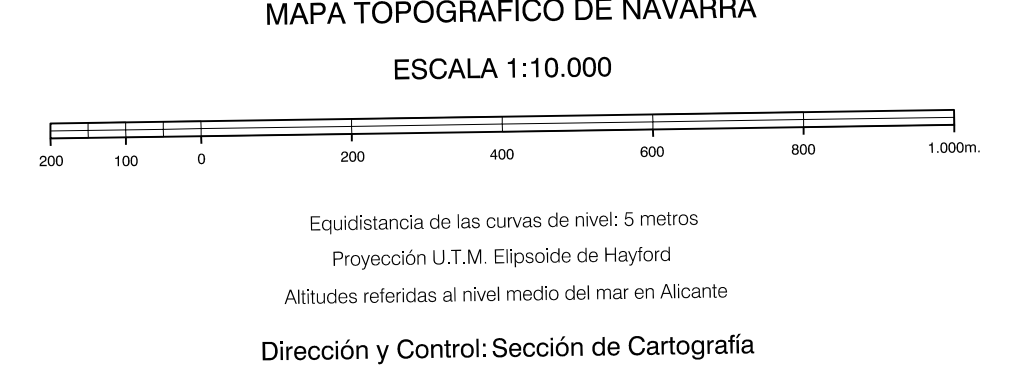 MAPA TOPOGRÁFICO DE NAVARRA
ESCALA 1:10.000
200 100 0 200 400 600 800 1.000m.
Equidistancia de las curvas de nivel: 5 metros
Proyección U.T.M. Elipsoide de Hayford
Altitudes referidas al nivel medio del mar en Alicante
Dirección y Control: Sección de Cartografía